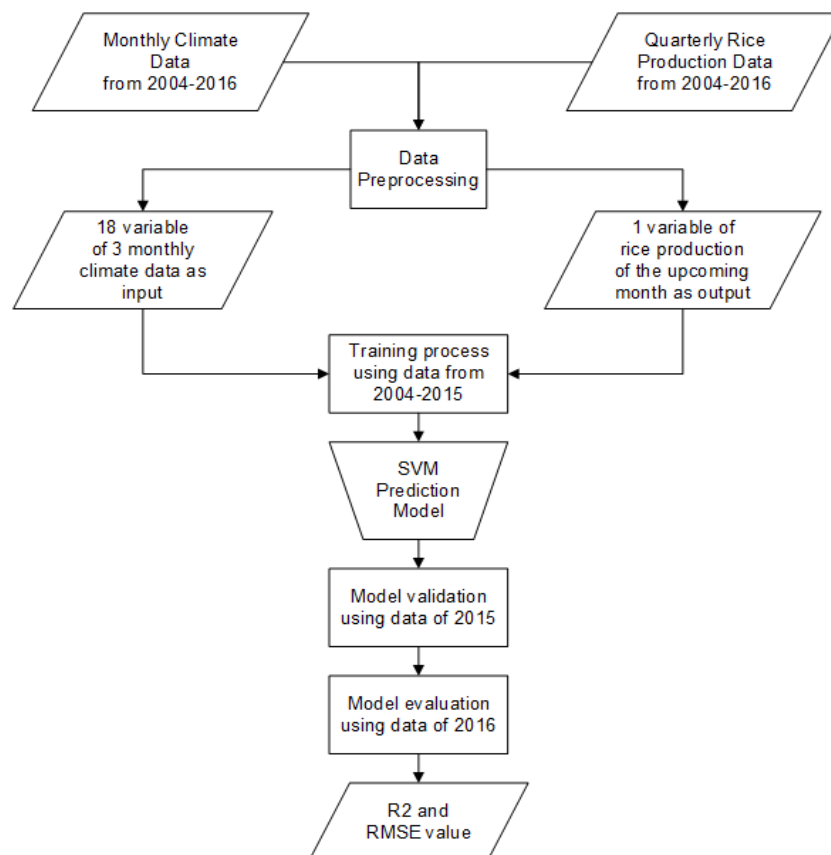 Monthly Climate
Data
from 2004-2016
Quarterly Rice
Production Data
from 2004-2016
Data
Preprocessing
18 variable
of 3 monthly
climate data as
input
1 variable of
rice production
of the upcoming
month as output
Training process
using data from
2004-2015
SVM
Prediction
Model
Model validation
using data of 2015
Model evaluation
using data of 2016
R2 and
RMSE value